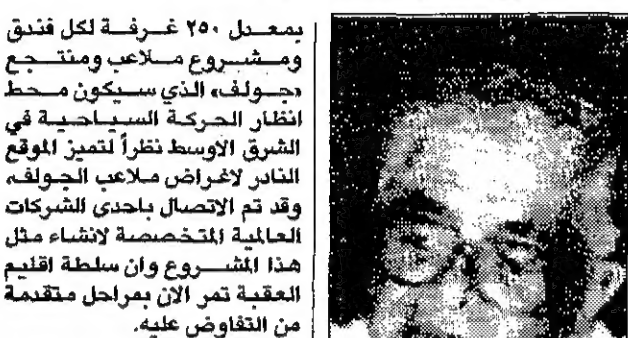 بمعدل ٢٥٠ غرفة لكل فندق
ومشروع ملاعب ومنتجع
«جولف» الذي سيكون محط
انظار الحركة السياحية في
الشرق الاوسط نظراً لتميز الموقع
النادر لاغراض ملاعب الجولف،
وقد تم الاتصال باحدى الشركات
العالمية المتخصصة لانشاء مثل
هذا المشروع وان سلطة اقليم
العقبة تمر الان بمراحل متقدمة
من التفاوض عليه.